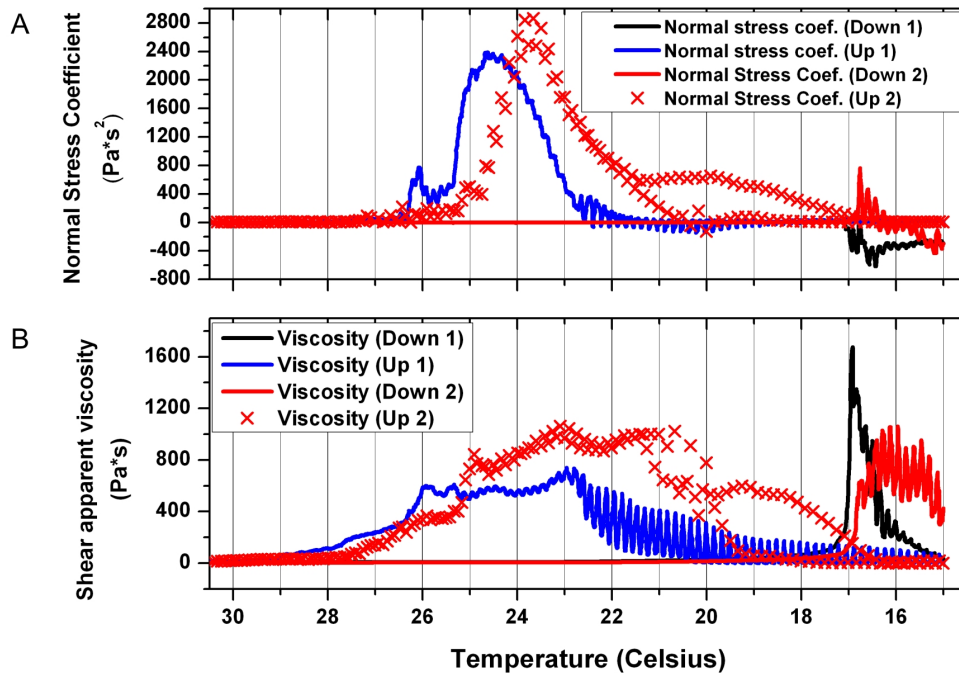 A
Normal Stress Coefficient
(Pa*s²)
2800
2400
2000
1600
1200
800
400
0
-400
-800
Normal stress coef. (Down 1)
Normal stress coef. (Up 1)
Normal Stress Coef. (Down 2)
Normal Stress Coef. (Up 2)
B
Shear apparent viscosity
(Pa*s)
1600
1200
800
400
0
Viscosity (Down 1)
Viscosity (Up 1)
Viscosity (Down 2)
Viscosity (Up 2)
30 28 26 24 22 20 18 16
Temperature (Celsius)